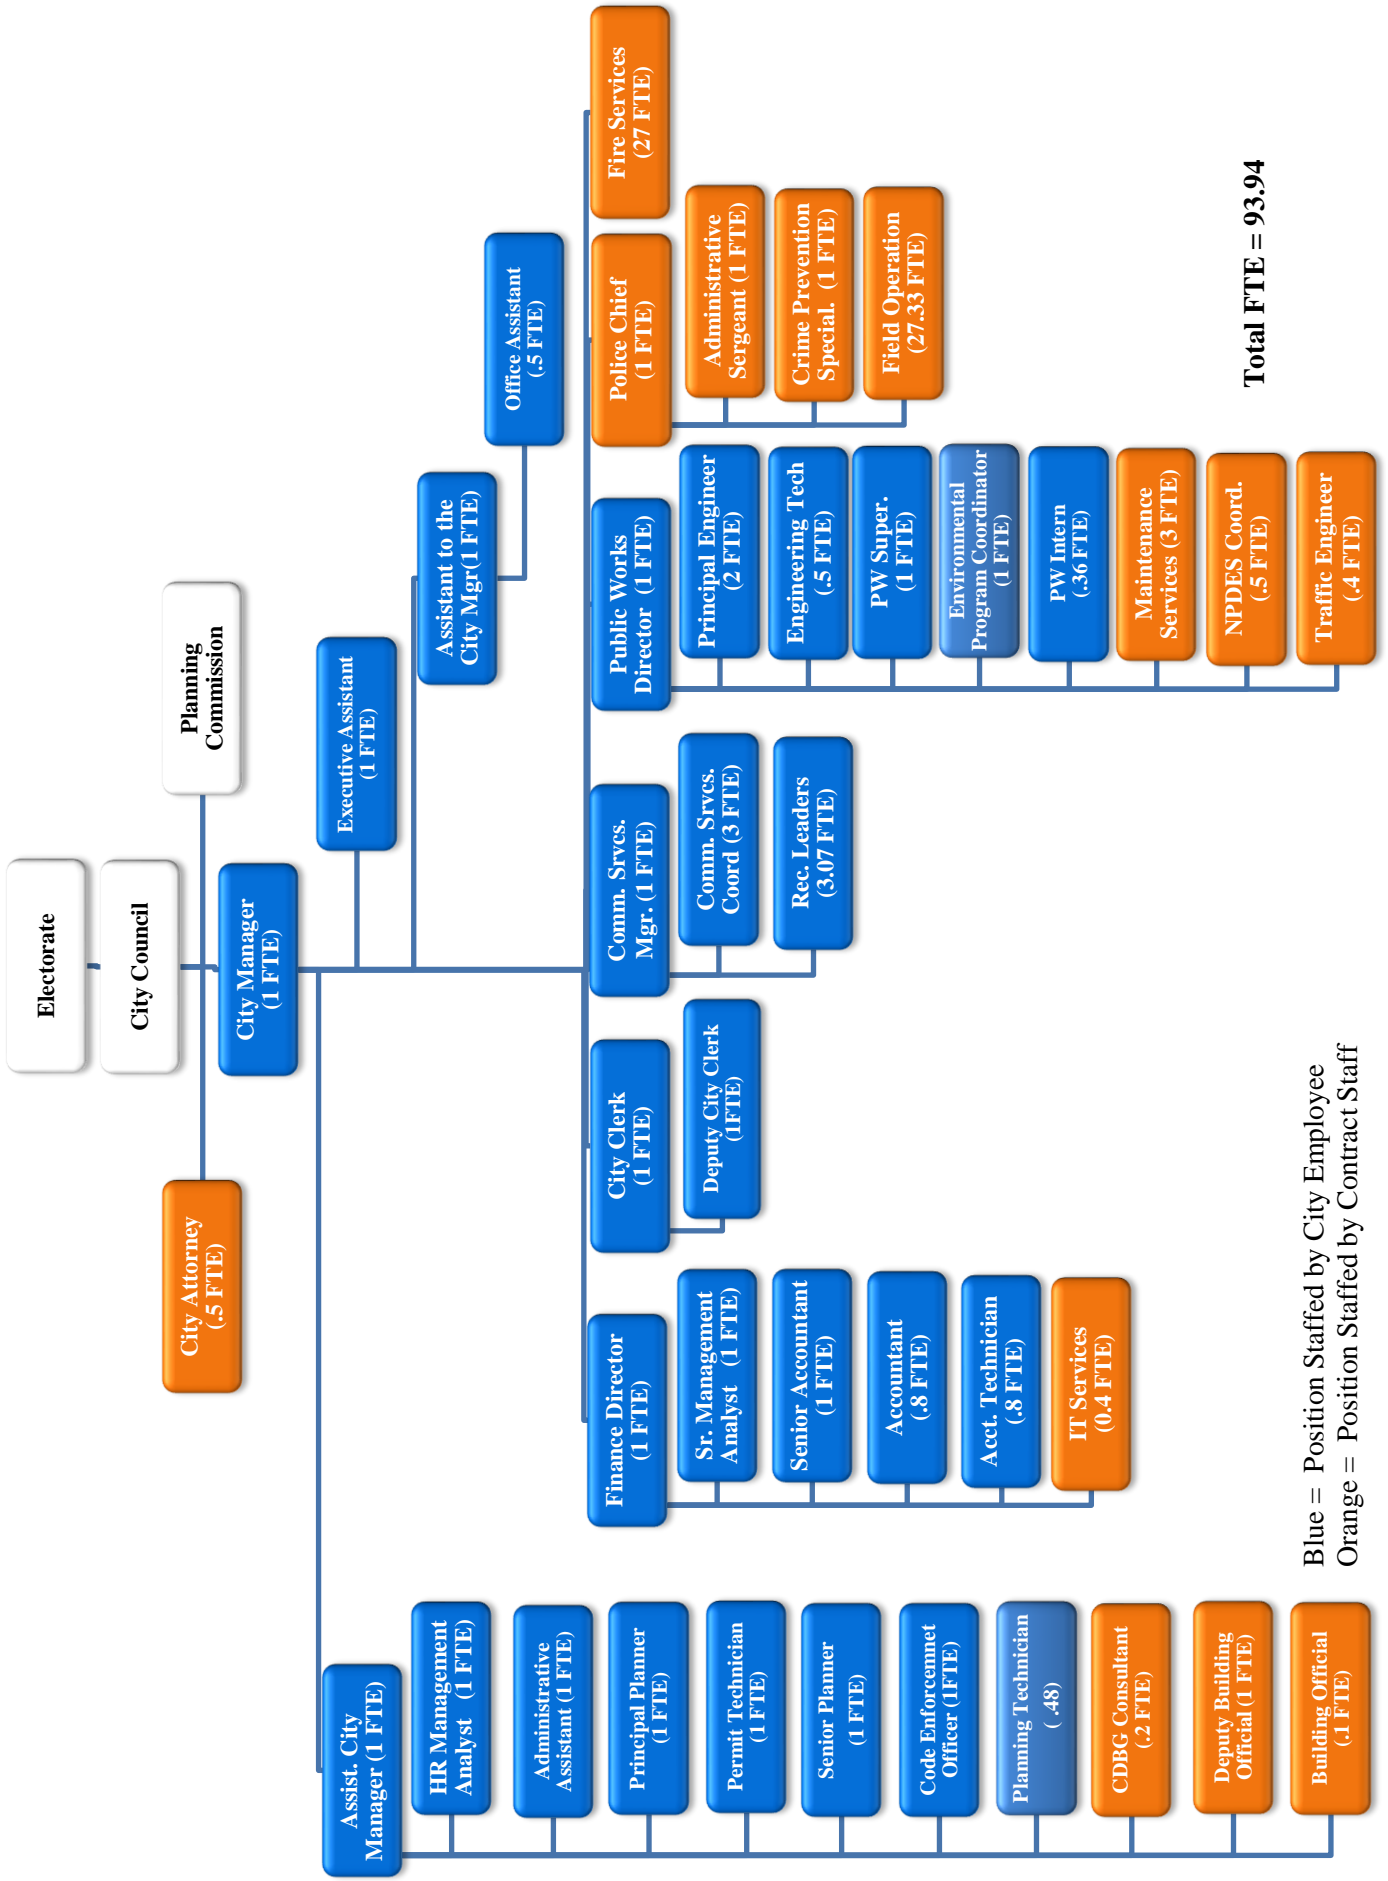 Electorate
City Council
City Attorney
(.5 FTE)
Planning
Commission
City Manager
(1 FTE)
Executive Assistant
(1 FTE)
Assistant to the
City Mgr(1 FTE)
Office Assistant
(.5 FTE)
Assist. City
Manager (1 FTE)
HR Management
Analyst (1 FTE)
Administrative
Assistant (1 FTE)
Principal Planner
(1 FTE)
Permit Technician
(1 FTE)
Senior Planner
(1 FTE)
Code Enforcemnet
Officer (1FTE)
Planning Technician
( .48)
CDBG Consultant
(.2 FTE)
Deputy Building
Official (1 FTE)
Building Official
(.1 FTE)
Finance Director
(1 FTE)
Sr. Management
Analyst (1 FTE)
Senior Accountant
(1 FTE)
Accountant
(.8 FTE)
Acct. Technician
(.8 FTE)
IT Services
(0.4 FTE)
City Clerk
(1 FTE)
Deputy City Clerk
(1FTE)
Comm. Srvcs.
Mgr. (1 FTE)
Comm. Srvcs.
Coord (3 FTE)
Rec. Leaders
(3.07 FTE)
Public Works
Director (1 FTE)
Principal Engineer
(2 FTE)
Engineering Tech
(.5 FTE)
PW Super.
(1 FTE)
Environmental
Program Coordinator
(1 FTE)
PW Intern
(.36 FTE)
Maintenance
Services (3 FTE)
NPDES Coord.
(.5 FTE)
Traffic Engineer
(.4 FTE)
Police Chief
(1 FTE)
Administrative
Sergeant (1 FTE)
Crime Prevention
Special. (1 FTE)
Field Operation
(27.33 FTE)
Fire Services
(27 FTE)
Total FTE = 93.94
Blue = Position Staffed by City Employee
Orange = Position Staffed by Contract Staff